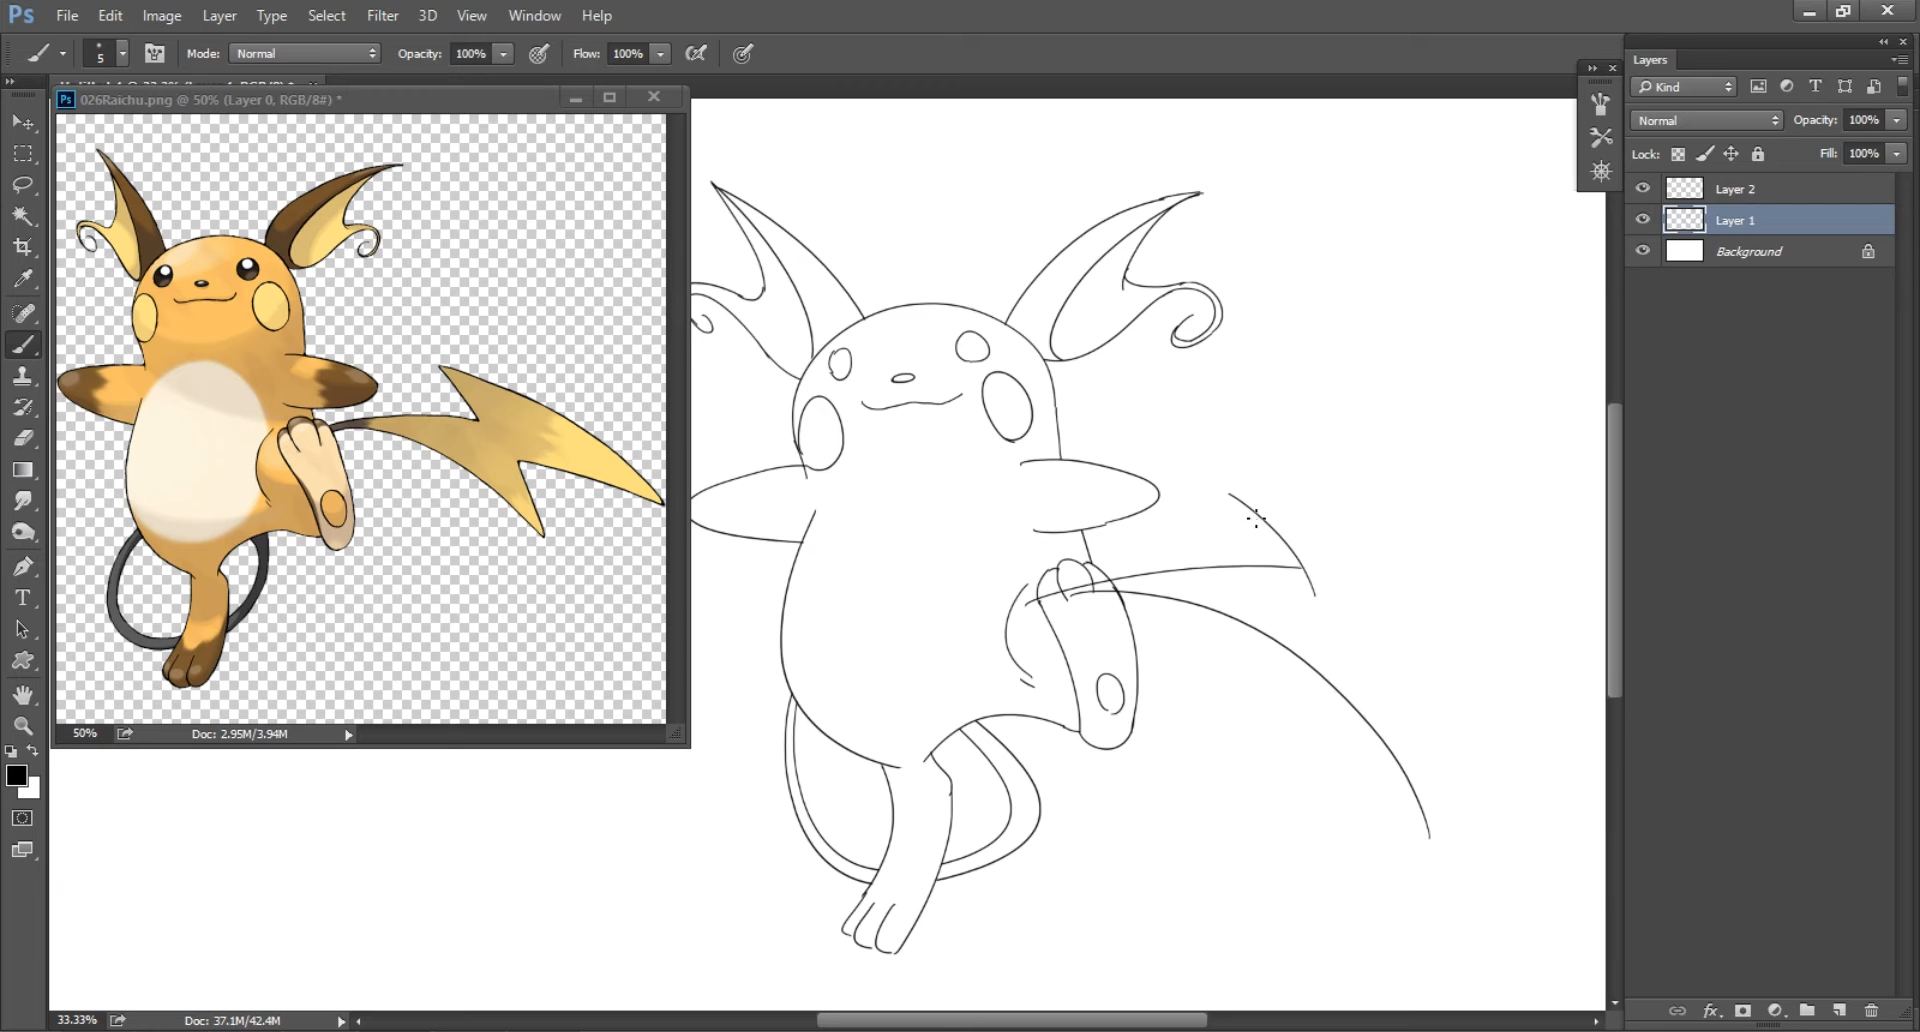 Ps File Edit Image Layer Type Select Filter 3D View Window Help
5 Mode: Normal Opacity: 100% Flow: 100%
Layers
Ps 026Raichu.png @ 50% (Layer 0, RGB/8#) *
Kind
Normal Opacity: 100%
Lock: Fill: 100%
Layer 2
Layer 1
Background
50% Doc: 2.95M/3.94M
33.33% Doc: 37.1M/42.4M